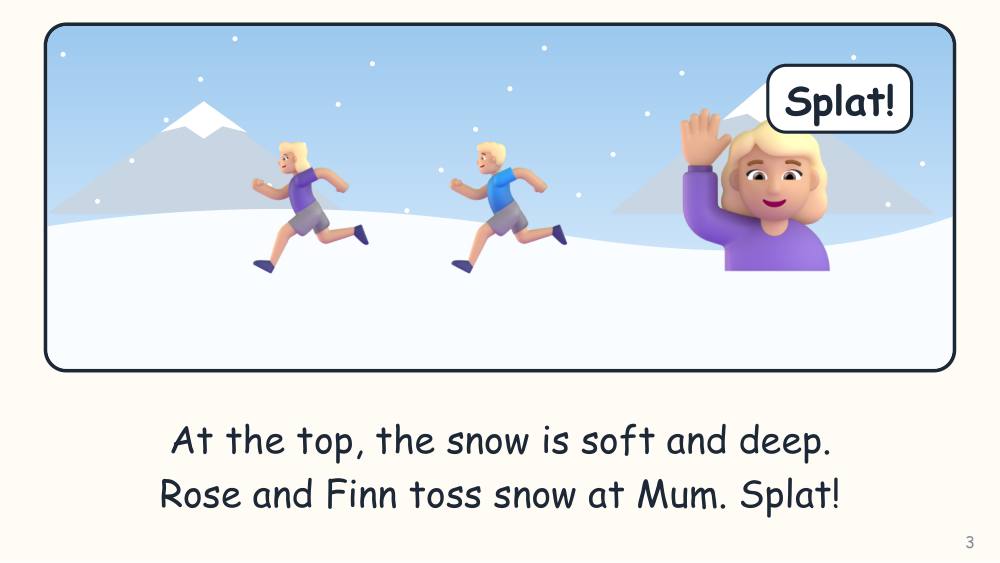 Splat!
At the top, the snow is soft and deep.
Rose and Finn toss snow at Mum. Splat!
3